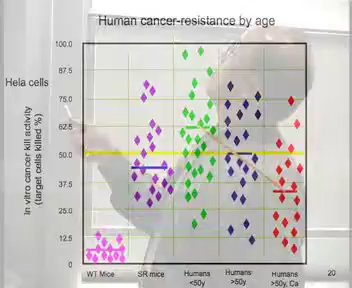 Human cancer-resistance by age
Hela cells
In vitro cancer kill activity
(target cells killed %)
100.0
87.5
75.0
62.5
50.0
37.5
25.0
12.5
0
WT Mice
SR mice
Humans
<50y
Humans
>50y
Humans
>50y, Ca
20